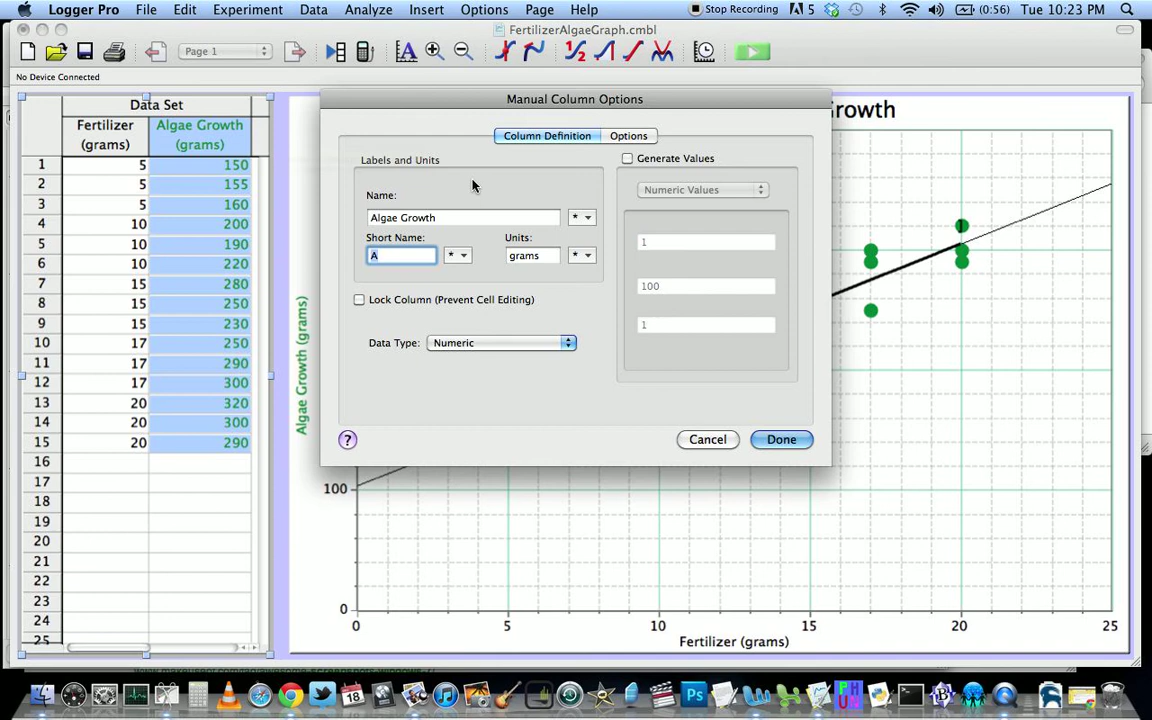 Logger Pro File Edit Experiment Data Analyze Insert Options Page Help Stop Recording 5 (0:56) Tue 10:23 PM
FertilizerAlgaeGraph.cmbl
Page 1
No Device Connected
Manual Column Options
Column Definition Options
Labels and Units
Name:
Algae Growth
Short Name: Units:
A grams
Lock Column (Prevent Cell Editing)
Data Type: Numeric
Generate Values
Numeric Values
1
100
1
? Cancel Done
Data Set
Fertilizer Algae Growth
(grams) (grams)
1 5 150
2 5 155
3 5 160
4 10 200
5 10 190
6 10 220
7 15 280
8 15 250
9 15 230
10 17 250
11 17 290
12 17 300
13 20 320
14 20 300
15 20 290
16
17
18
19
20
21
22
23
24
25
rowth
Algae Growth (grams)
100
0
0 5 10 15 20 25
Fertilizer (grams)
18
Ps